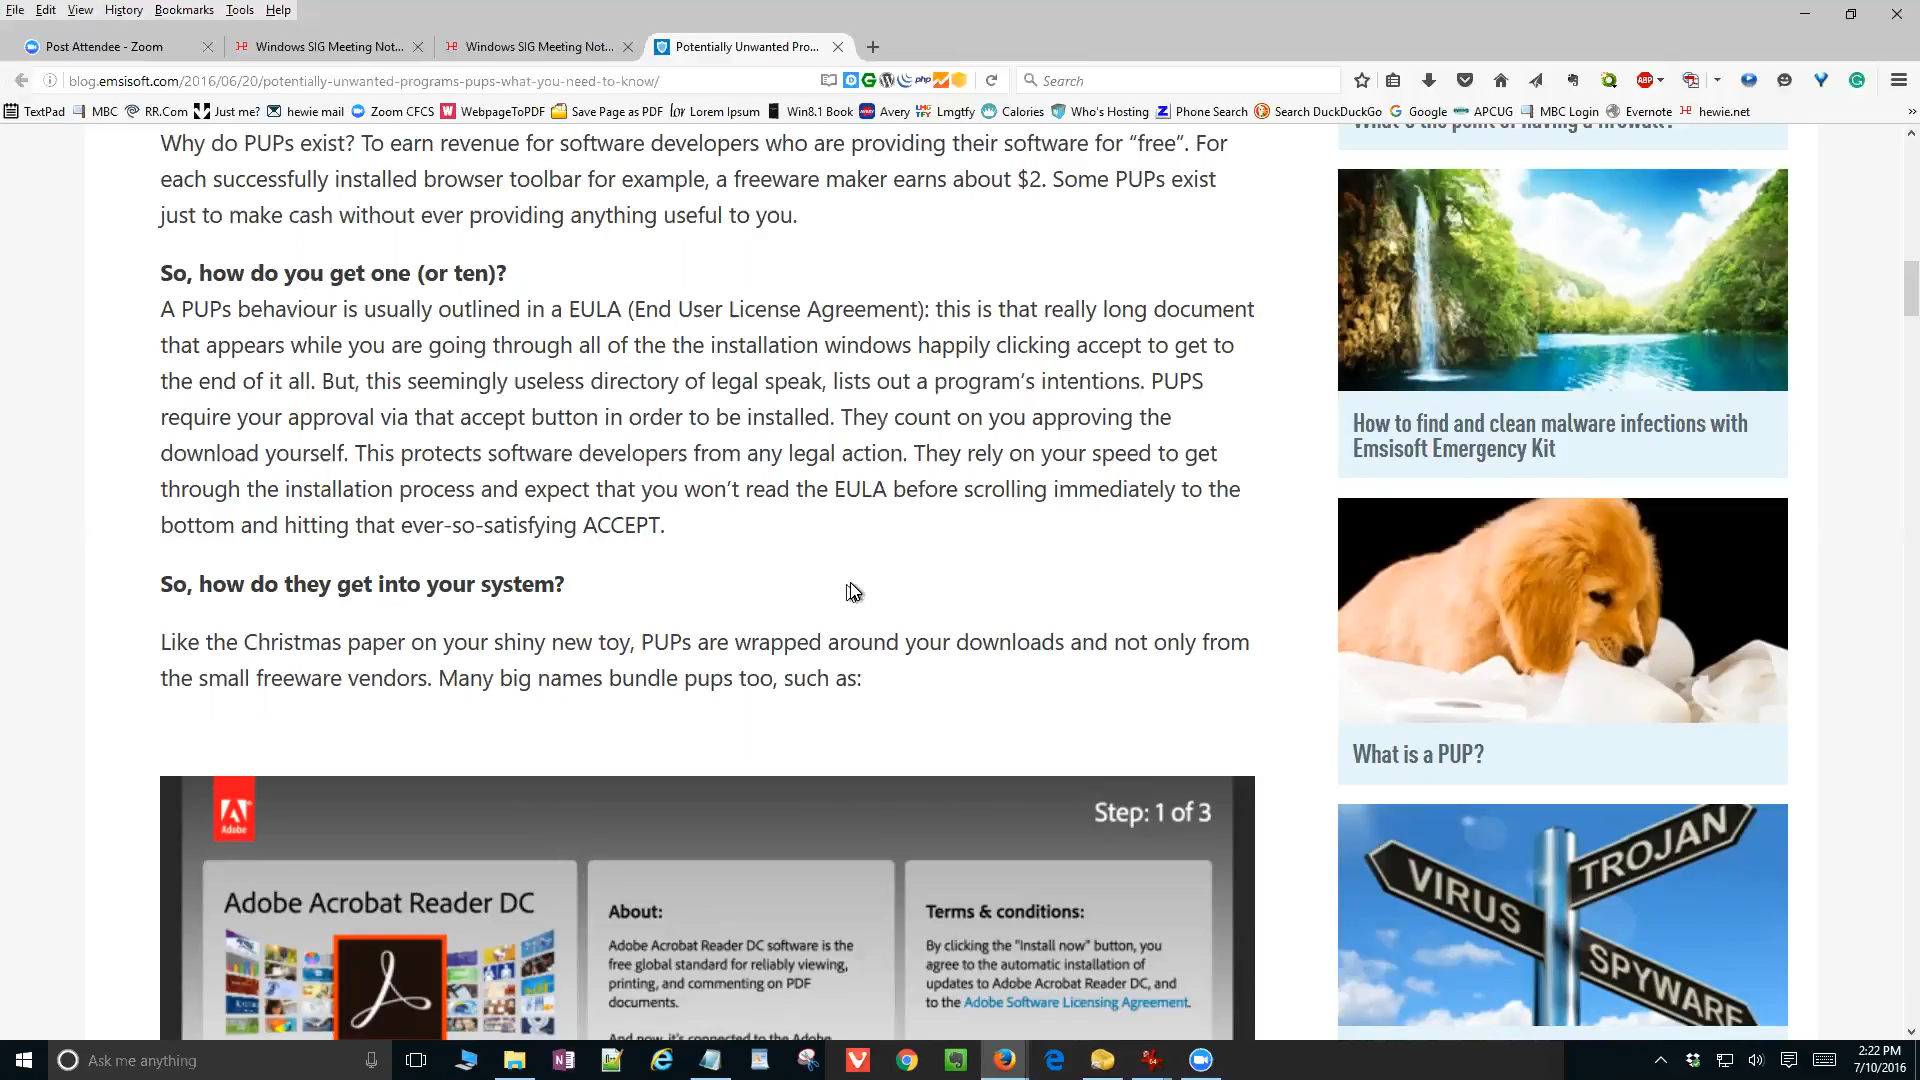 File Edit View History Bookmarks Tools Help
Post Attendee - Zoom
Windows SIG Meeting Not...
Windows SIG Meeting Not...
Potentially Unwanted Pro...
blog.emsisoft.com/2016/06/20/potentially-unwanted-programs-pups-what-you-need-to-know/
php
Search
ABP
TextPad MBC RR.Com Just me? hewie mail Zoom CFCS WebpageToPDF Save Page as PDF Lorem Ipsum Win8.1 Book Avery Lmgtfy Calories Who's Hosting Phone Search Search DuckDuckGo Google APCUG MBC Login Evernote hewie.net
Why do PUPs exist? To earn revenue for software developers who are providing their software for “free”. For
each successfully installed browser toolbar for example, a freeware maker earns about $2. Some PUPs exist
just to make cash without ever providing anything useful to you.
So, how do you get one (or ten)?
A PUPs behaviour is usually outlined in a EULA (End User License Agreement): this is that really long document
that appears while you are going through all of the the installation windows happily clicking accept to get to
the end of it all. But, this seemingly useless directory of legal speak, lists out a program’s intentions. PUPS
require your approval via that accept button in order to be installed. They count on you approving the
download yourself. This protects software developers from any legal action. They rely on your speed to get
through the installation process and expect that you won’t read the EULA before scrolling immediately to the
bottom and hitting that ever-so-satisfying ACCEPT.
So, how do they get into your system?
Like the Christmas paper on your shiny new toy, PUPs are wrapped around your downloads and not only from
the small freeware vendors. Many big names bundle pups too, such as:
Adobe
Step: 1 of 3
Adobe Acrobat Reader DC
About:
Adobe Acrobat Reader DC software is the
free global standard for reliably viewing,
printing, and commenting on PDF
documents.
And now, it's connected to the Adobe
Terms & conditions:
By clicking the "Install now" button, you
agree to the automatic installation of
updates to Adobe Acrobat Reader DC, and
to the Adobe Software Licensing Agreement.
What's the point of having a firewall?
How to find and clean malware infections with
Emsisoft Emergency Kit
What is a PUP?
VIRUS
TROJAN
SPYWARE
Ask me anything
2:22 PM
7/10/2016